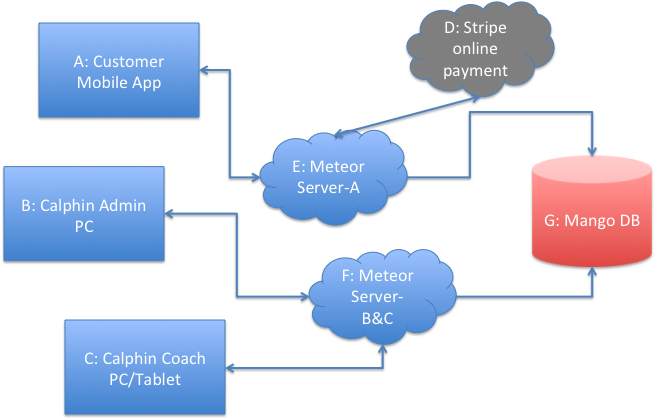 A: Customer
Mobile App
D: Stripe
online
payment
E: Meteor
Server-A
B: Calphin Admin
PC
G: Mango DB
F: Meteor
Server-
B&C
C: Calphin Coach
PC/Tablet